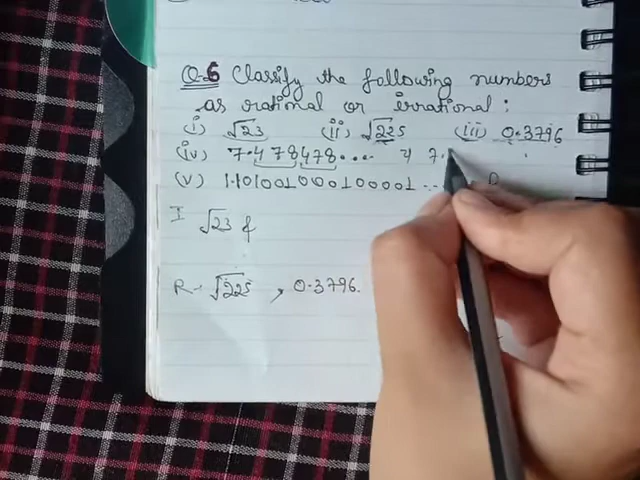 Q.6 Classify the following numbers
as rational or irrational :
(i) √23 (ii) √225 (iii) 0.3796
(iv) 7.478478.... 7.
(v) 1.101001000100001...
I √23 &
R - √225 , 0.3796.